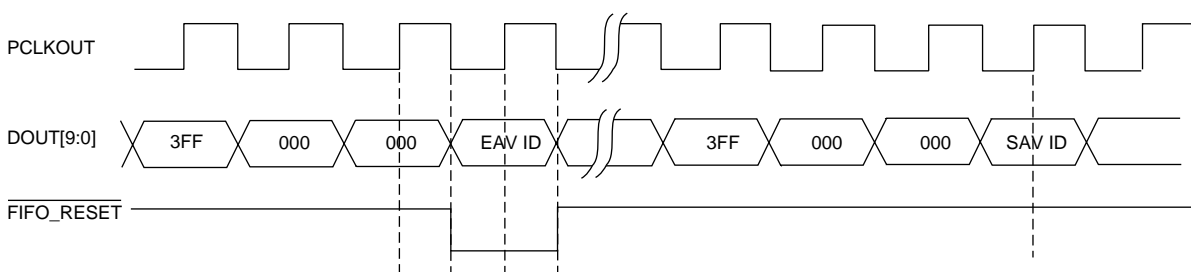 PCLKOUT
DOUT[9:0] 3FF 000 000 EAV ID 3FF 000 000 SAV ID
FIFO_RESET